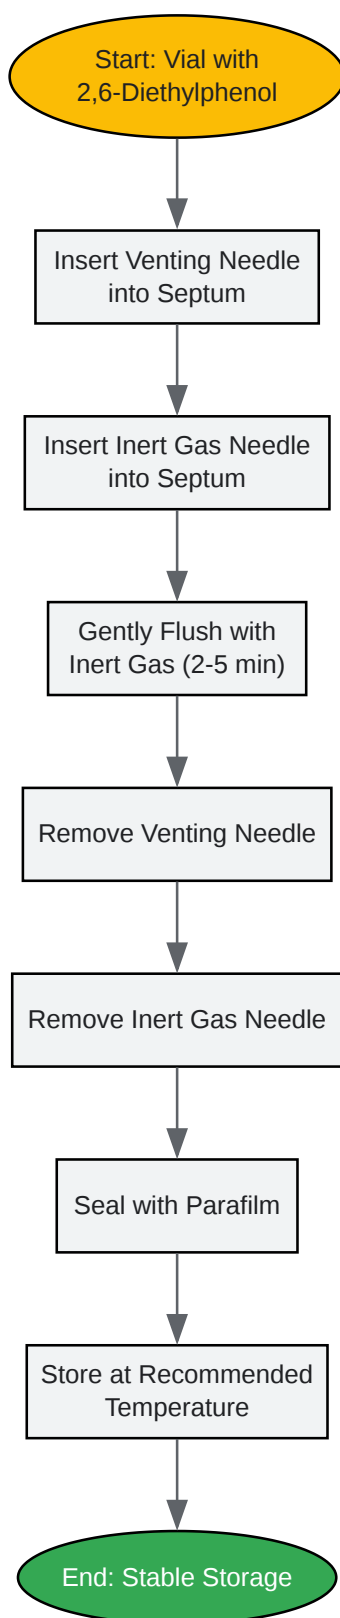 Start: Vial with
2,6-Diethylphenol
Insert Venting Needle
into Septum
Insert Inert Gas Needle
into Septum
Gently Flush with
Inert Gas (2-5 min)
Remove Venting Needle
Remove Inert Gas Needle
Seal with Parafilm
Store at Recommended
Temperature
End: Stable Storage